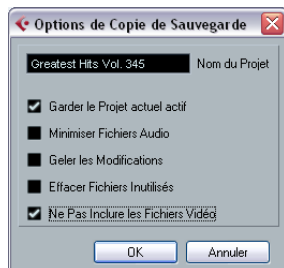 Options de Copie de Sauvegarde
Greatest Hits Vol. 345 Nom du Projet
Garder le Projet actuel actif
Minimiser Fichiers Audio
Geler les Modifications
Effacer Fichiers Inutilisés
Ne Pas Inclure les Fichiers Vidéo
OK Annuler